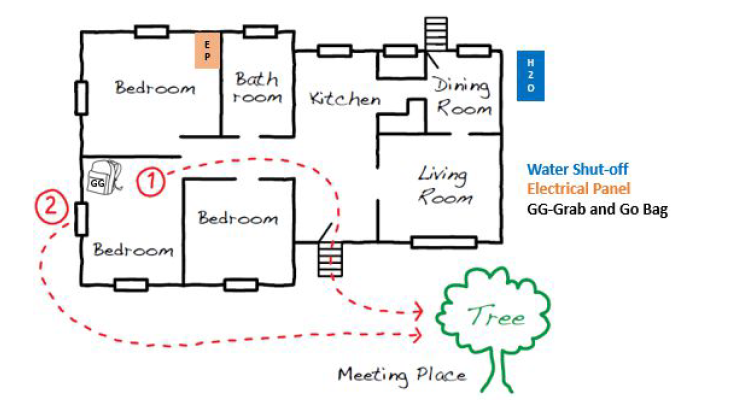 E
P
Bedroom
Bath
room
Kitchen
Dining
Room
H
2
O
Water Shut-off
Electrical Panel
GG-Grab and Go Bag
GG
1
Living
Room
2
Bedroom
Bedroom
Tree
Meeting Place